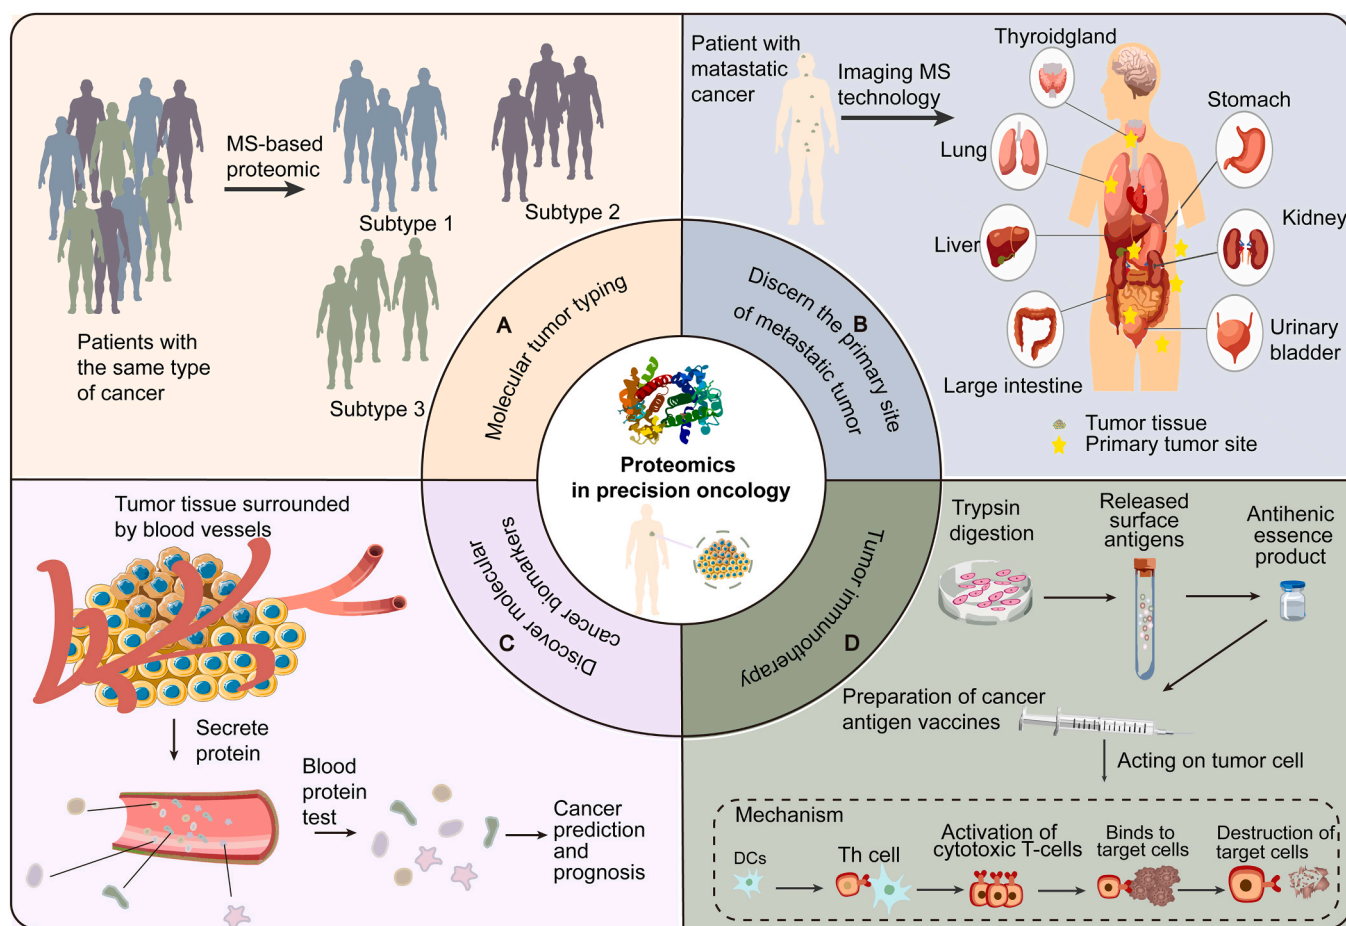 MS-based
proteomic
Subtype 1
Subtype 2
Subtype 3
Patients with
the same type
of cancer
A
Molecular tumor typing
Patient with
matastatic
cancer
Imaging MS
technology
Thyroidgland
Lung
Stomach
Liver
Kidney
Large intestine
Urinary
bladder
Tumor tissue
Primary tumor site
B
Discern the primary site
of metastatic tumor
Proteomics
in precision oncology
Tumor tissue surrounded
by blood vessels
Secrete
protein
Blood
protein
test
Cancer
prediction
and
prognosis
C
Discover molecular
cancer biomarkers
D
Tumor immunotherapy
Trypsin
digestion
Released
surface
antigens
Antihenic
essence
product
Preparation of cancer
antigen vaccines
Acting on tumor cell
Mechanism
DCs
Th cell
Activation of
cytotoxic T-cells
Binds to
target cells
Destruction of
target cells